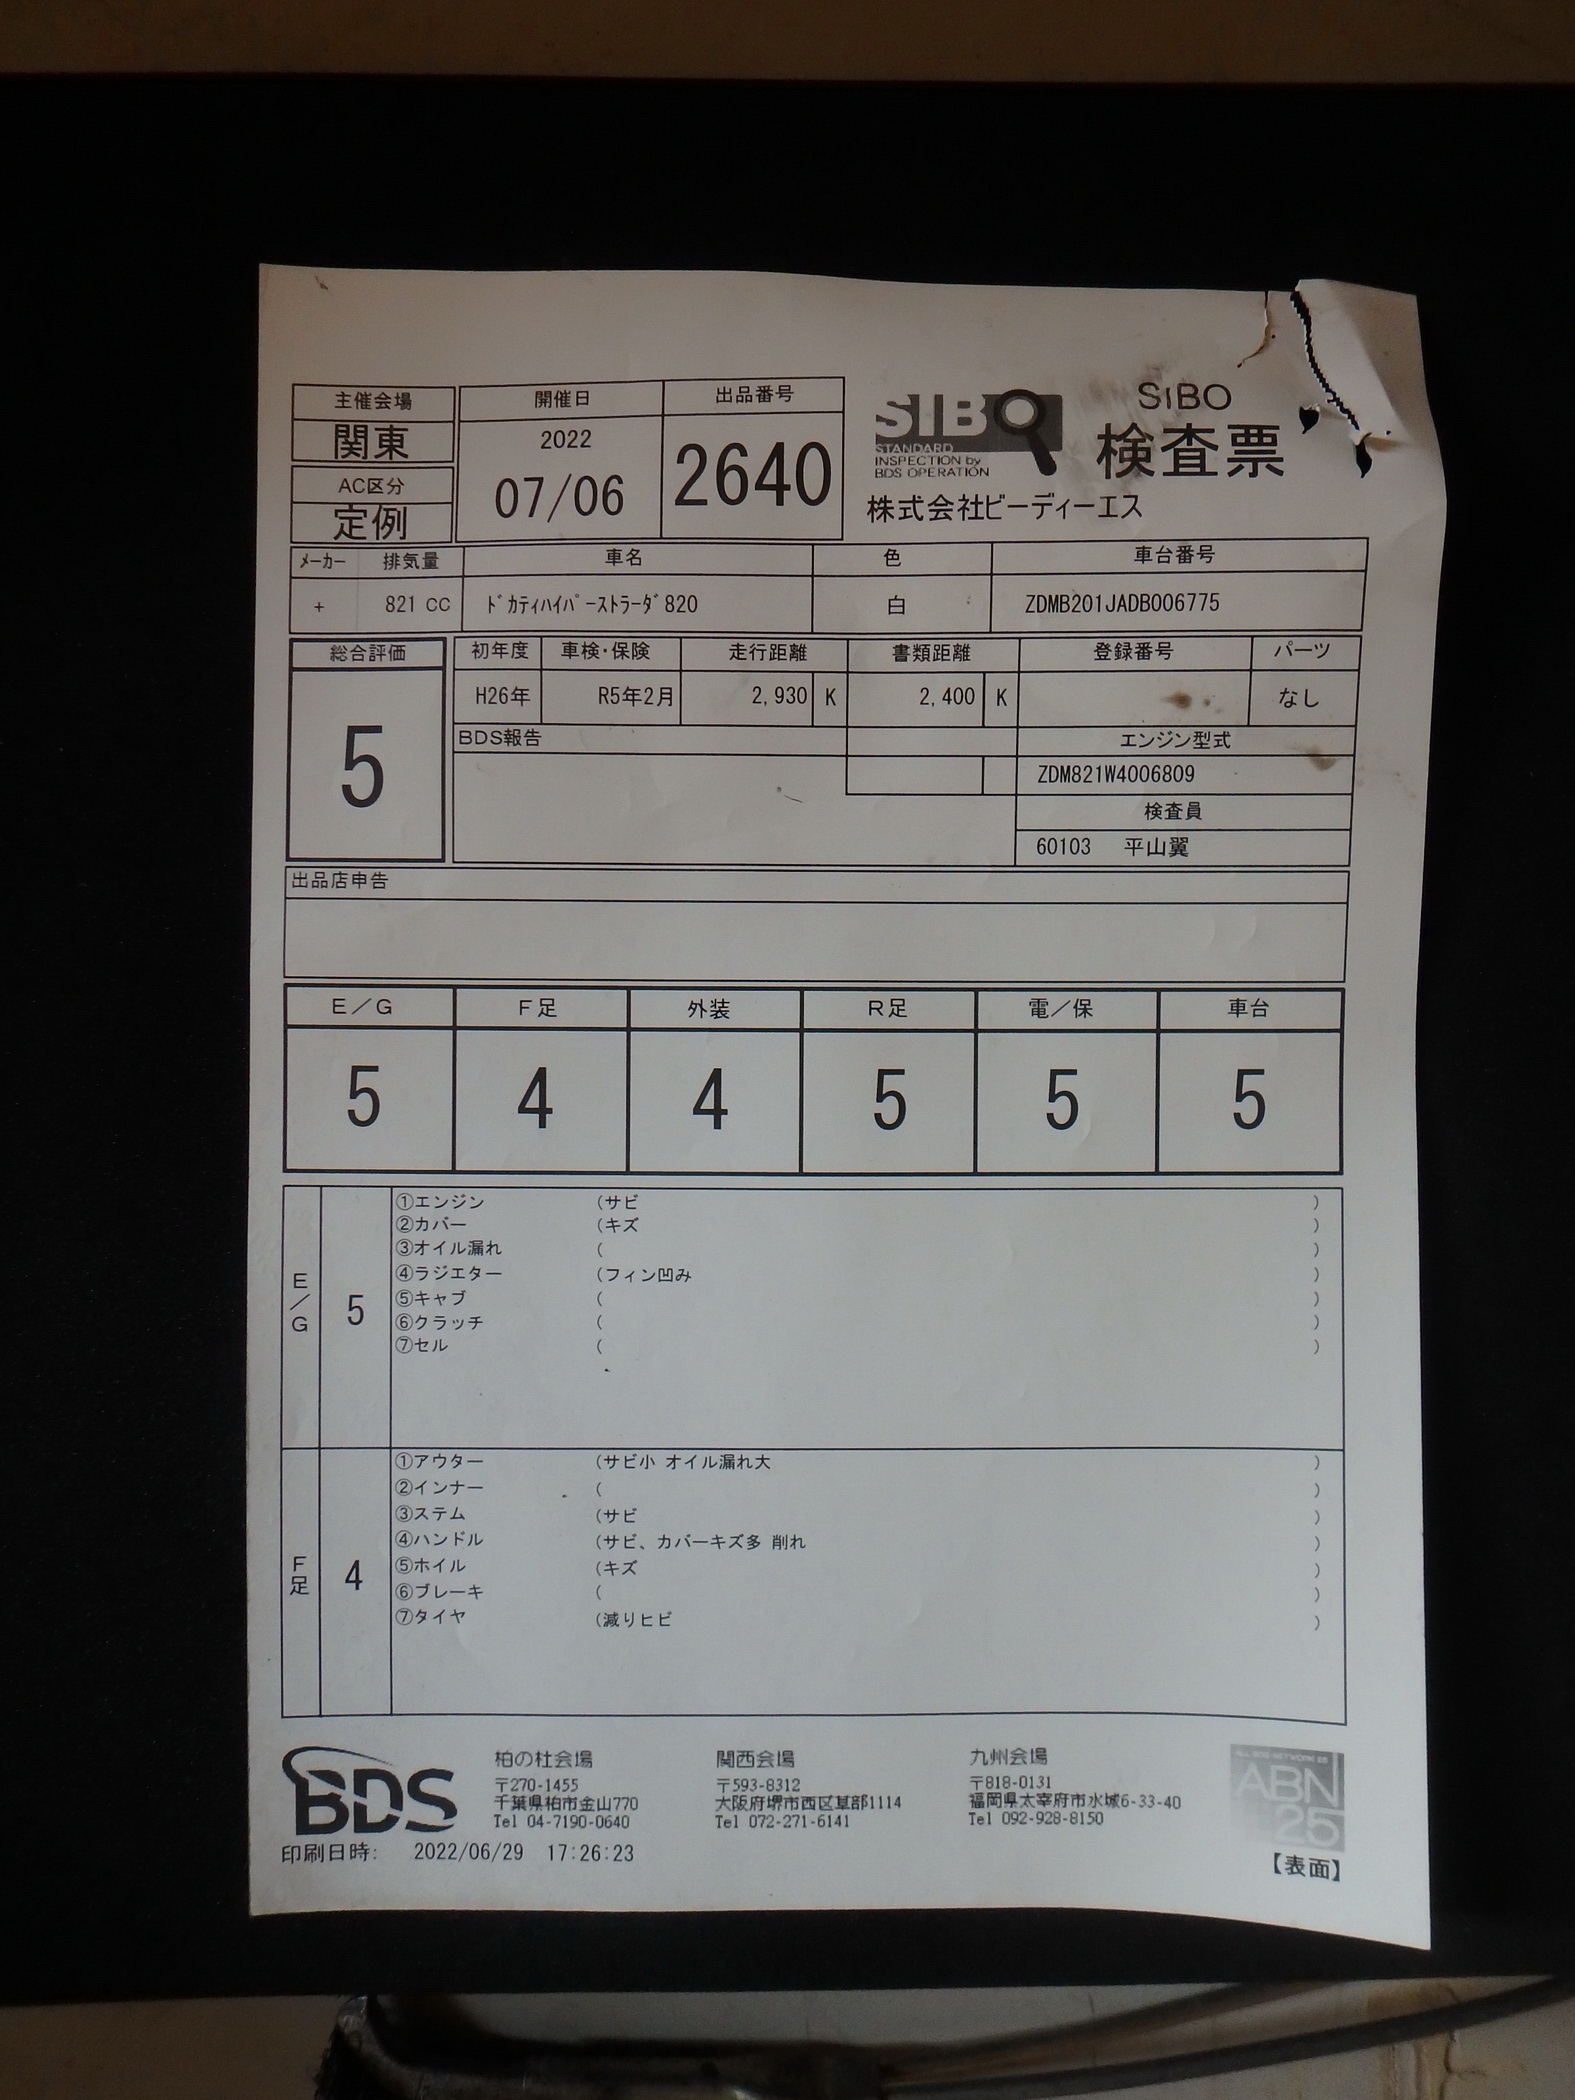 主催会場
開催日
出品番号
関東
2022
07/06
2640
AC区分
定例
SIBO
STANDARD
INSPECTION by
BDS OPERATION
SIBO
検査票
株式会社ビーディーエス
ﾒｰｶｰ 排気量 車名 色 車台番号
+ 821 CC ﾄﾞｶﾃｨﾊｲﾊﾟｰｽﾄﾗｰﾀﾞ820 白 ZDMB201JADB006775
総合評価 初年度 車検・保険 走行距離 書類距離 登録番号 パーツ
5 H26年 R5年2月 2,930 K 2,400 K なし
BDS報告 エンジン型式
ZDM821W4006809
検査員
60103 平山翼
出品店申告
E／G F足 外装 R足 電／保 車台
5 4 4 5 5 5
E／G 5
①エンジン (サビ )
②カバー (キズ )
③オイル漏れ ( )
④ラジエター (フィン凹み )
⑤キャブ ( )
⑥クラッチ ( )
⑦セル ( )
F足 4
①アウター (サビ小 オイル漏れ大 )
②インナー ( )
③ステム (サビ )
④ハンドル (サビ、カバーキズ多 削れ )
⑤ホイル (キズ )
⑥ブレーキ ( )
⑦タイヤ (減りヒビ )
BDS
柏の杜会場
〒270-1455
千葉県柏市金山770
Tel 04-7190-0640
関西会場
〒593-8312
大阪府堺市西区草部1114
Tel 072-271-6141
九州会場
〒818-0131
福岡県太宰府市水城6-33-40
Tel 092-928-8150
ALL BDS NETWORK 25
ABN
25
印刷日時: 2022/06/29 17:26:23
【表面】